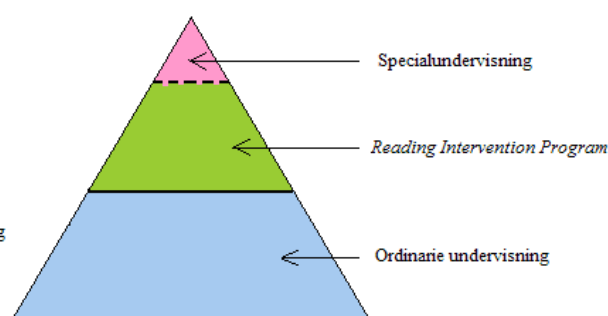 Specialundervisning
Reading Intervention Program
Ordinarie undervisning